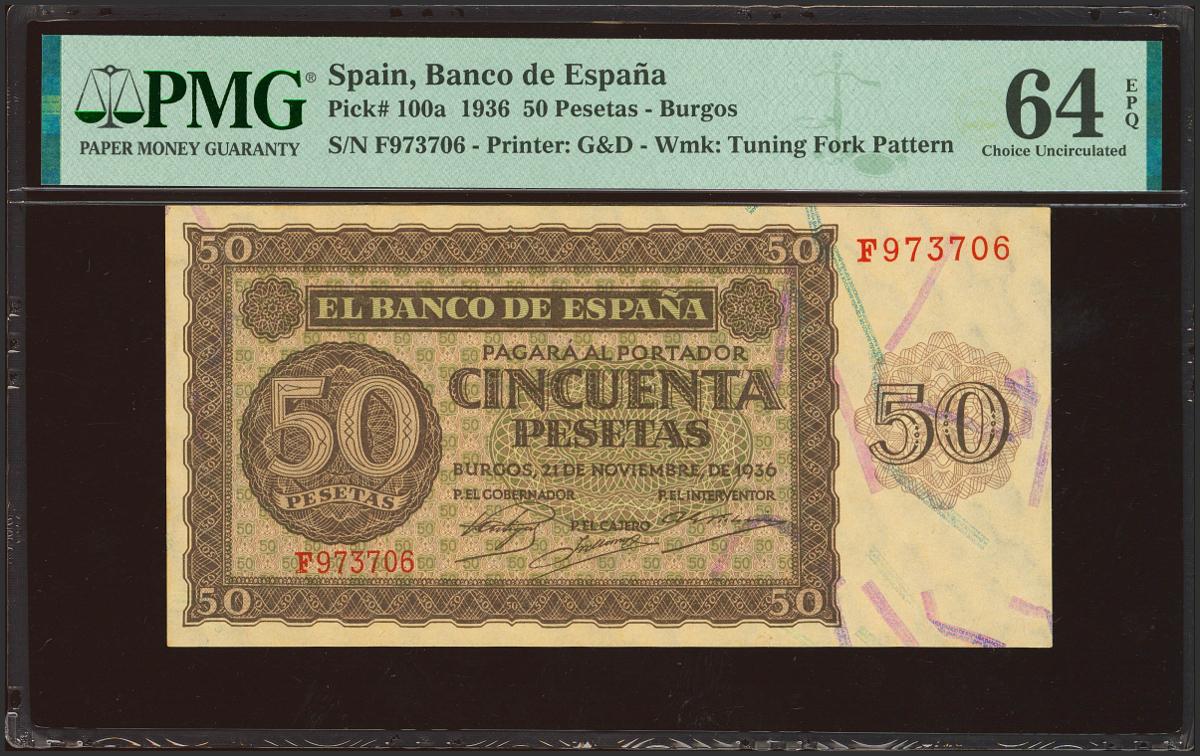 PMG®
PAPER MONEY GUARANTY
Spain, Banco de España
Pick# 100a 1936 50 Pesetas - Burgos
S/N F973706 - Printer: G&D - Wmk: Tuning Fork Pattern
64
EPQ
Choice Uncirculated
50
50
F973706
EL BANCO DE ESPAÑA
PAGARÁ AL PORTADOR
CINCUENTA
PESETAS
50
PESETAS
50
BURGOS, 21 DE NOVIEMBRE, DE 1936
P. EL GOBERNADOR
P. EL INTERVENTOR
P. EL CAJERO
F973706
50
50